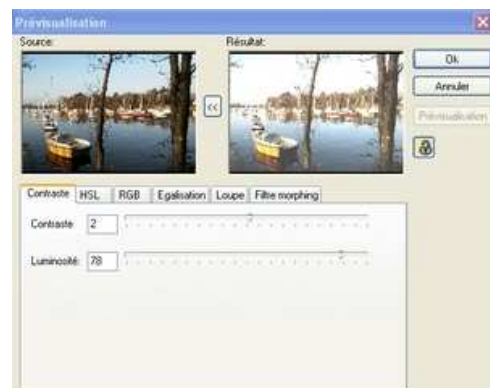 Prévisualisation
Source:
Résultat:
<<
Ok
Annuler
Prévisualisation
Contraste HSL RGB Egalisation Loupe Filtre morphing
Contraste: 2
Luminosité: 78